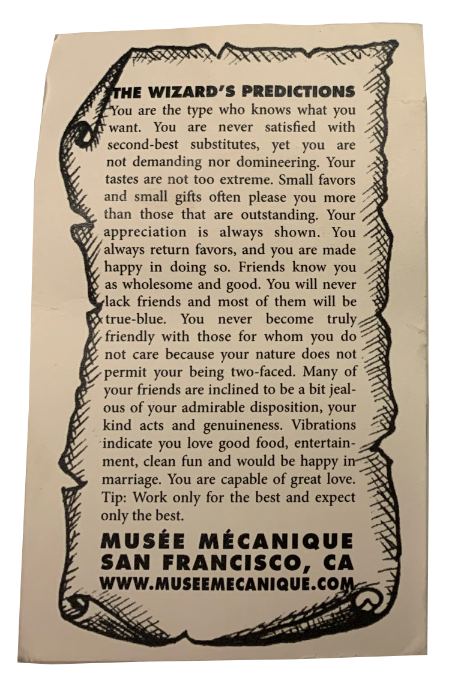 THE WIZARD'S PREDICTIONS
You are the type who knows what you
want. You are never satisfied with
second-best substitutes, yet you are
not demanding nor domineering. Your
tastes are not too extreme. Small favors
and small gifts often please you more
than those that are outstanding. Your
appreciation is always shown. You
always return favors, and you are made
happy in doing so. Friends know you
as wholesome and good. You will never
lack friends and most of them will be
true-blue. You never become truly
friendly with those for whom you do
not care because your nature does not
permit your being two-faced. Many of
your friends are inclined to be a bit jeal-
ous of your admirable disposition, your
kind acts and genuineness. Vibrations
indicate you love good food, entertain-
ment, clean fun and would be happy in
marriage. You are capable of great love.
Tip: Work only for the best and expect
only the best.
MUSÉE MÉCANIQUE
SAN FRANCISCO, CA
WWW.MUSEEMECANIQUE.COM